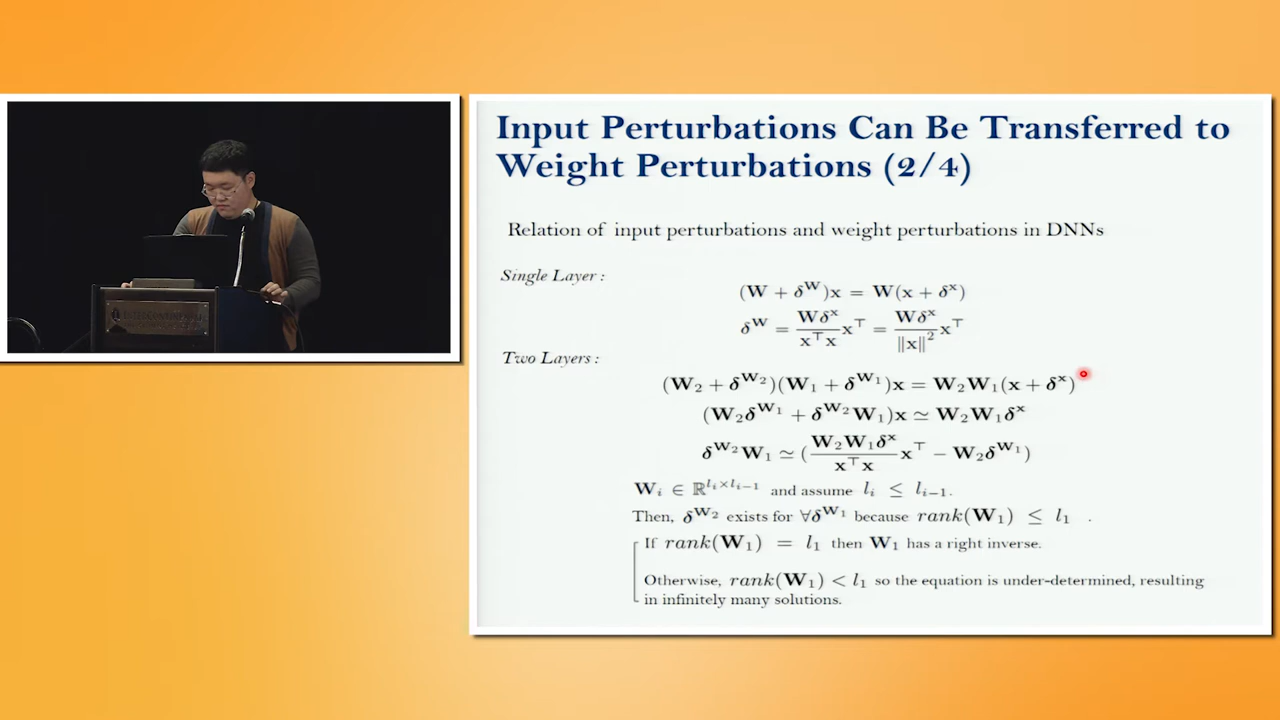 Input Perturbations Can Be Transferred to
Weight Perturbations (2/4)
Relation of input perturbations and weight perturbations in DNNs
Single Layer :
(W + δ^W)x = W(x + δ^x)
δ^W = Wδ^x / x^⊤x x^⊤ = Wδ^x / ‖x‖² x^⊤
Two Layers :
(W₂ + δ^W₂)(W₁ + δ^W₁)x = W₂W₁(x + δ^x)
(W₂δ^W₁ + δ^W₂W₁)x ≃ W₂W₁δ^x
δ^W₂W₁ ≃ (W₂W₁δ^x / x^⊤x x^⊤ − W₂δ^W₁)
W_i ∈ ℝ^{l_i×l_{i−1}} and assume l_i ≤ l_{i−1}.
Then, δ^W₂ exists for ∀δ^W₁ because rank(W₁) ≤ l₁ .
If rank(W₁) = l₁ then W₁ has a right inverse.
Otherwise, rank(W₁) < l₁ so the equation is under-determined, resulting
in infinitely many solutions.